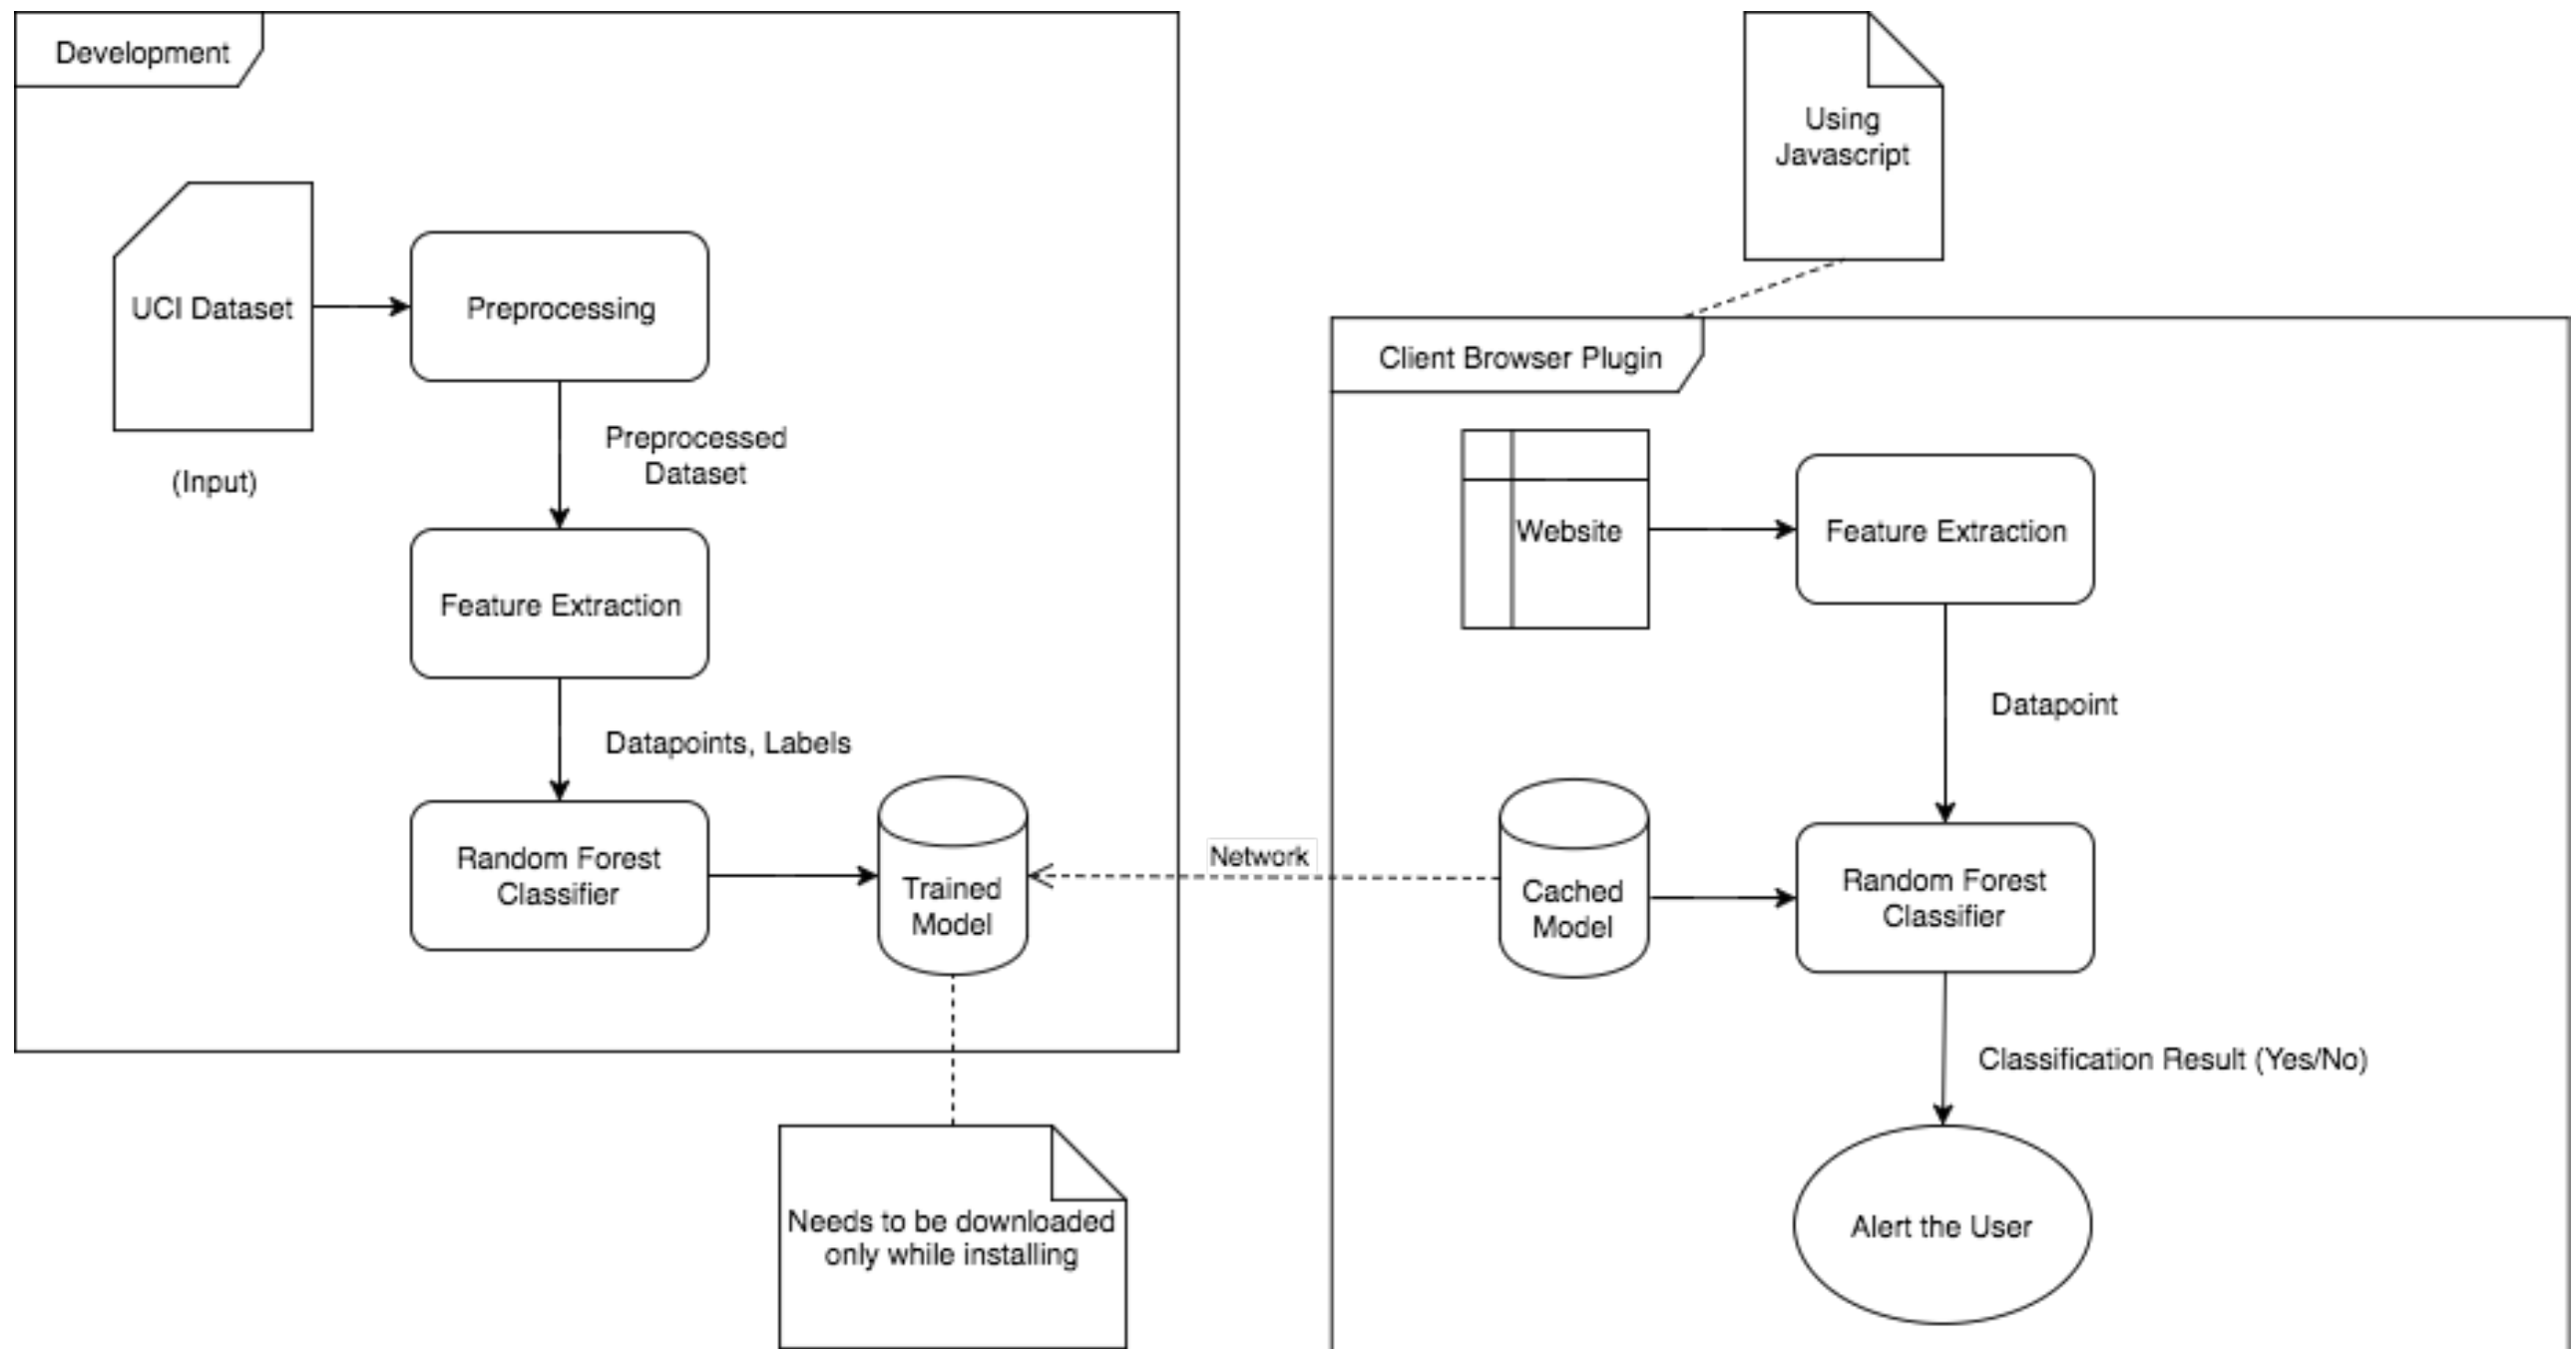 Development
UCI Dataset
(Input)
Preprocessing
Preprocessed
Dataset
Feature Extraction
Datapoints, Labels
Random Forest
Classifier
Trained
Model
Needs to be downloaded
only while installing
Network
Using
Javascript
Client Browser Plugin
Website
Feature Extraction
Datapoint
Cached
Model
Random Forest
Classifier
Classification Result (Yes/No)
Alert the User